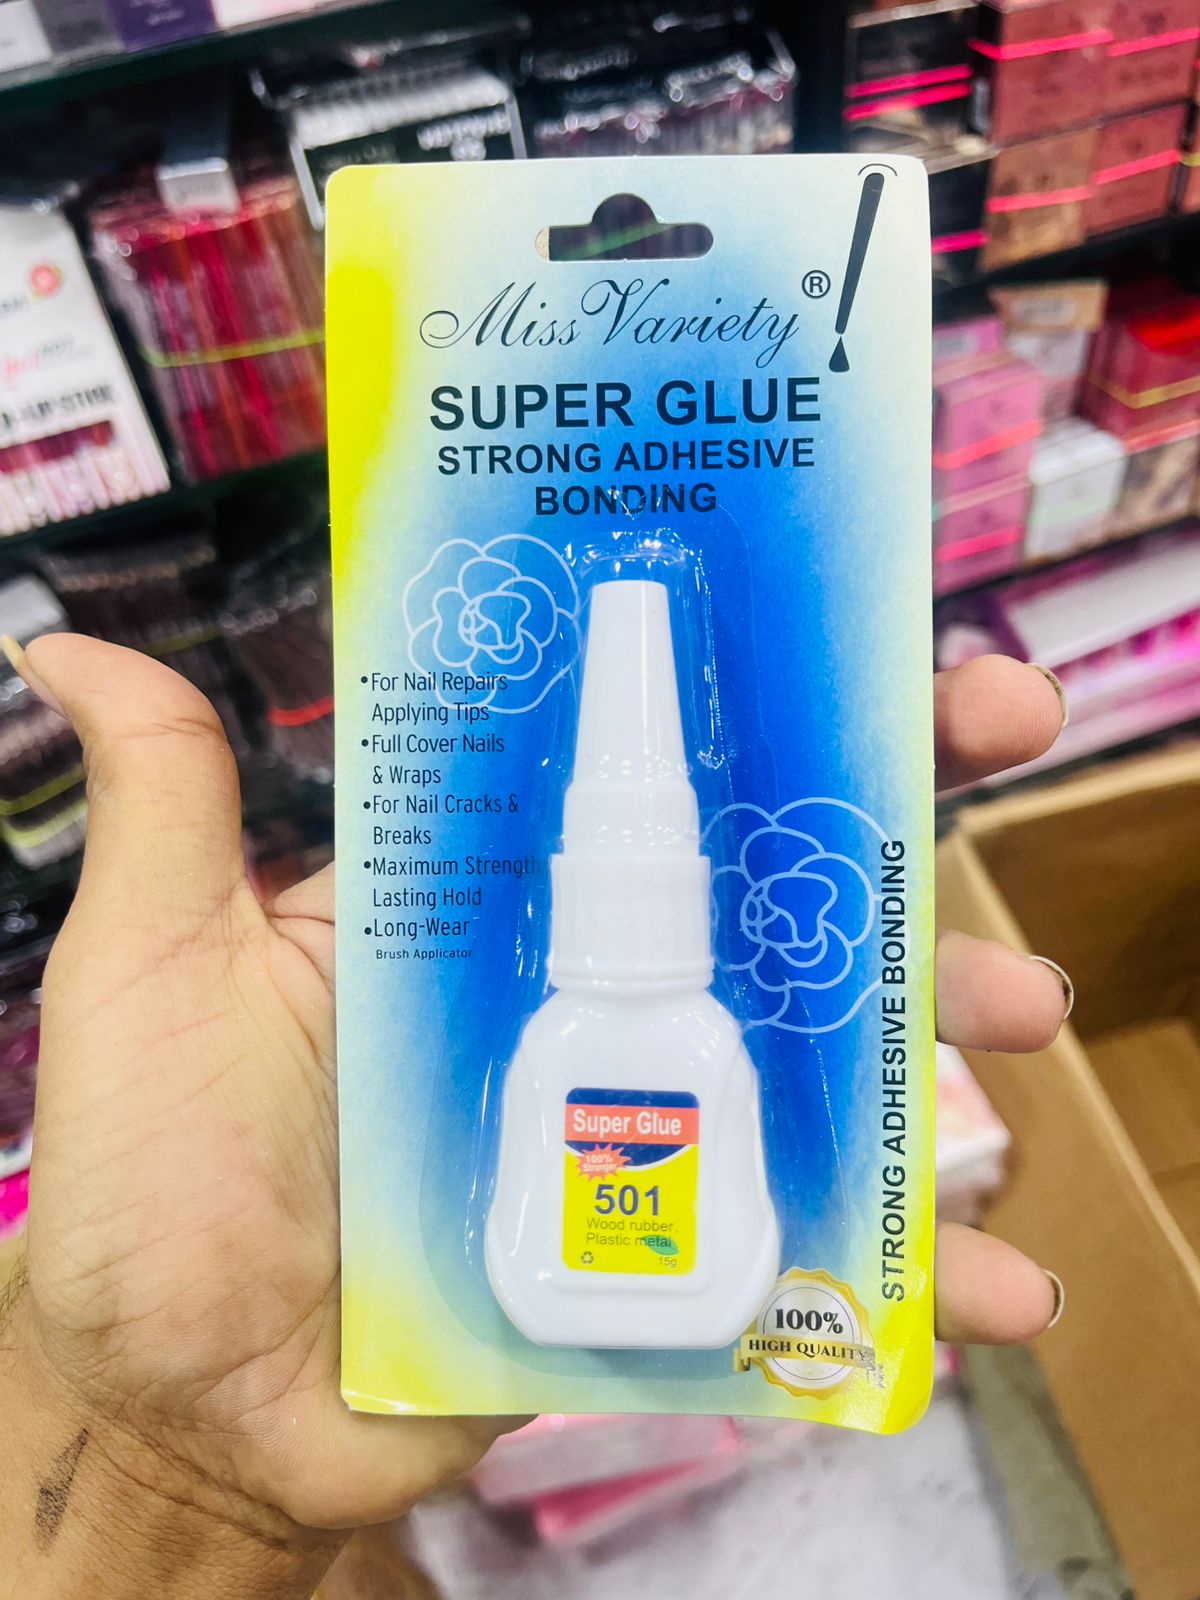 Miss Variety ®
SUPER GLUE
STRONG ADHESIVE
BONDING
•For Nail Repairs
Applying Tips
•Full Cover Nails
& Wraps
•For Nail Cracks &
Breaks
•Maximum Strength
Lasting Hold
•Long-Wear
Brush Applicator
STRONG ADHESIVE BONDING
Super Glue
100%
Stronger
501
Wood rubber.
Plastic metal
15g
100%
HIGH QUALITY